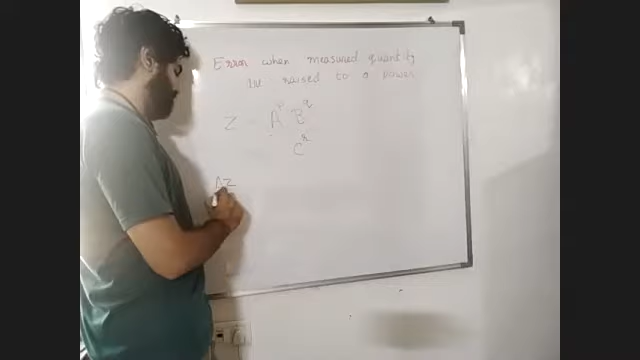 Error when measured quantity
is raised to a power
Z = A^p B^q
C^r
ΔZ